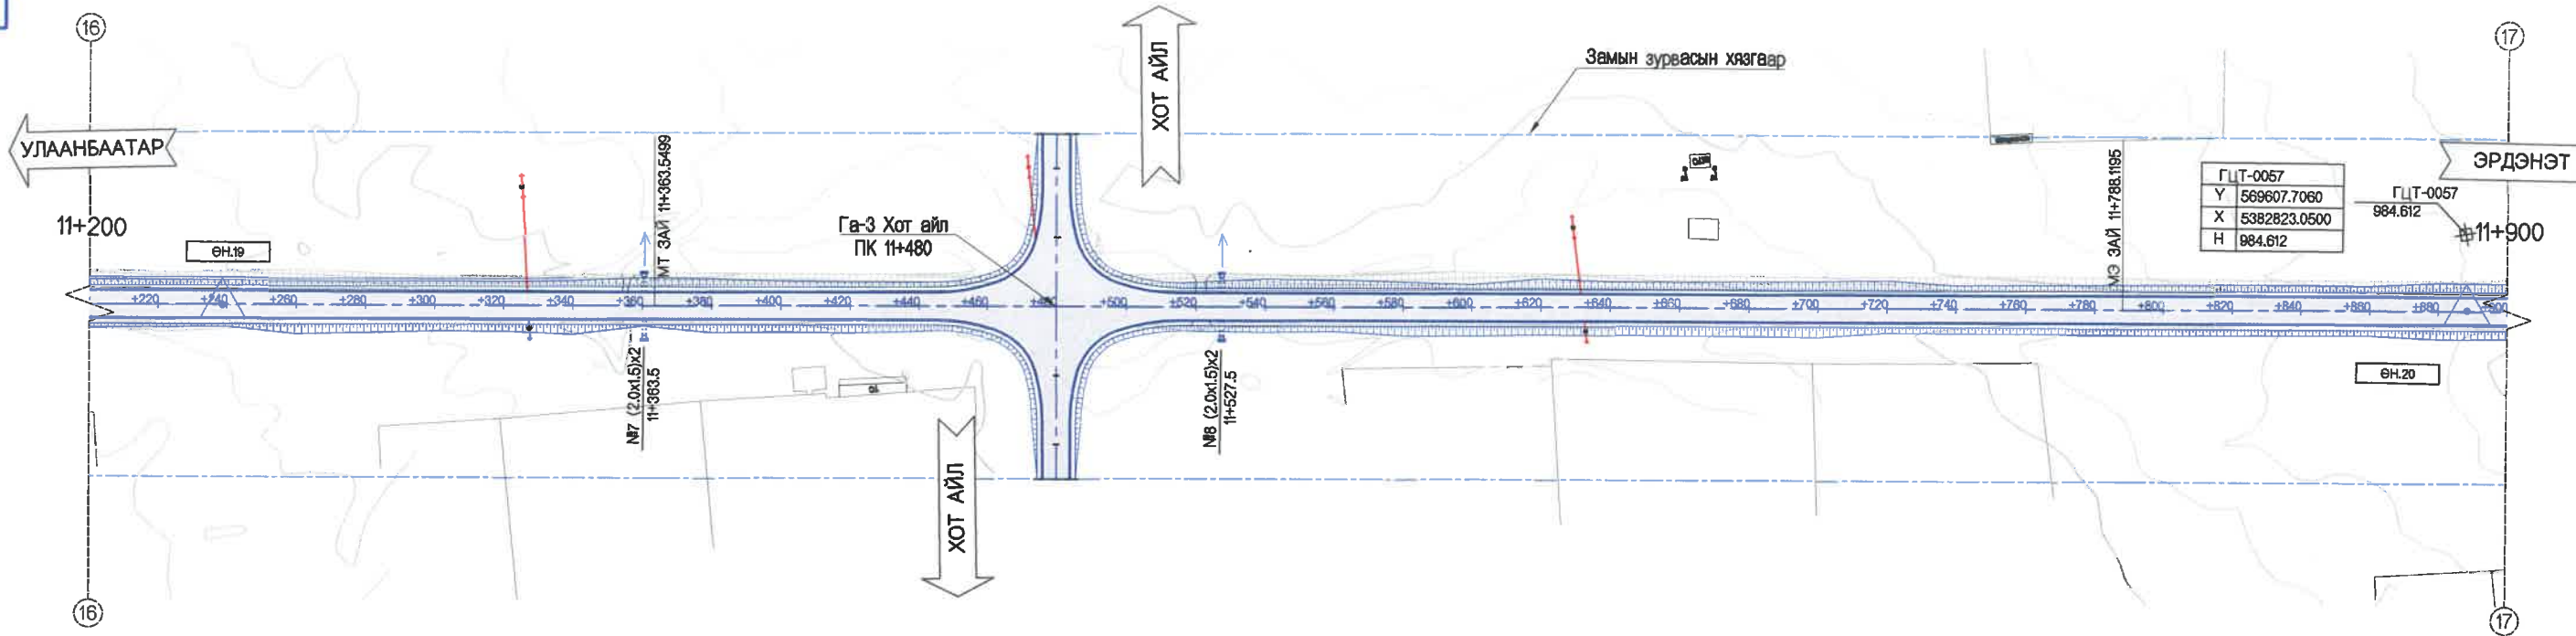 16
17
УЛААНБААТАР
ХОТ АЙЛ
Замын зурвасын хязгаар
ЭРДЭНЭТ
11+200
ӨН.19
МТ ЗАЙ 11+363.5499
Га-3 Хот айл
ПК 11+480
МЭ ЗАЙ 11+788.1195
ГЦТ-0057
Y 569607.7060
X 5382823.0500
H 984.612
ГЦТ-0057
984.612
11+900
+220 +240 +260 +280 +300 +320 +340 +360 +380 +400 +420 +440 +460 +480 +500 +520 +540 +560 +580 +600 +620 +640 +660 +680 +700 +720 +740 +760 +780 +800 +820 +840 +860 +880 +900
№7 (2.0x1.5)x2
11+363.5
№8 (2.0x1.5)x2
11+527.5
ӨН.20
ХОТ АЙЛ
16
17